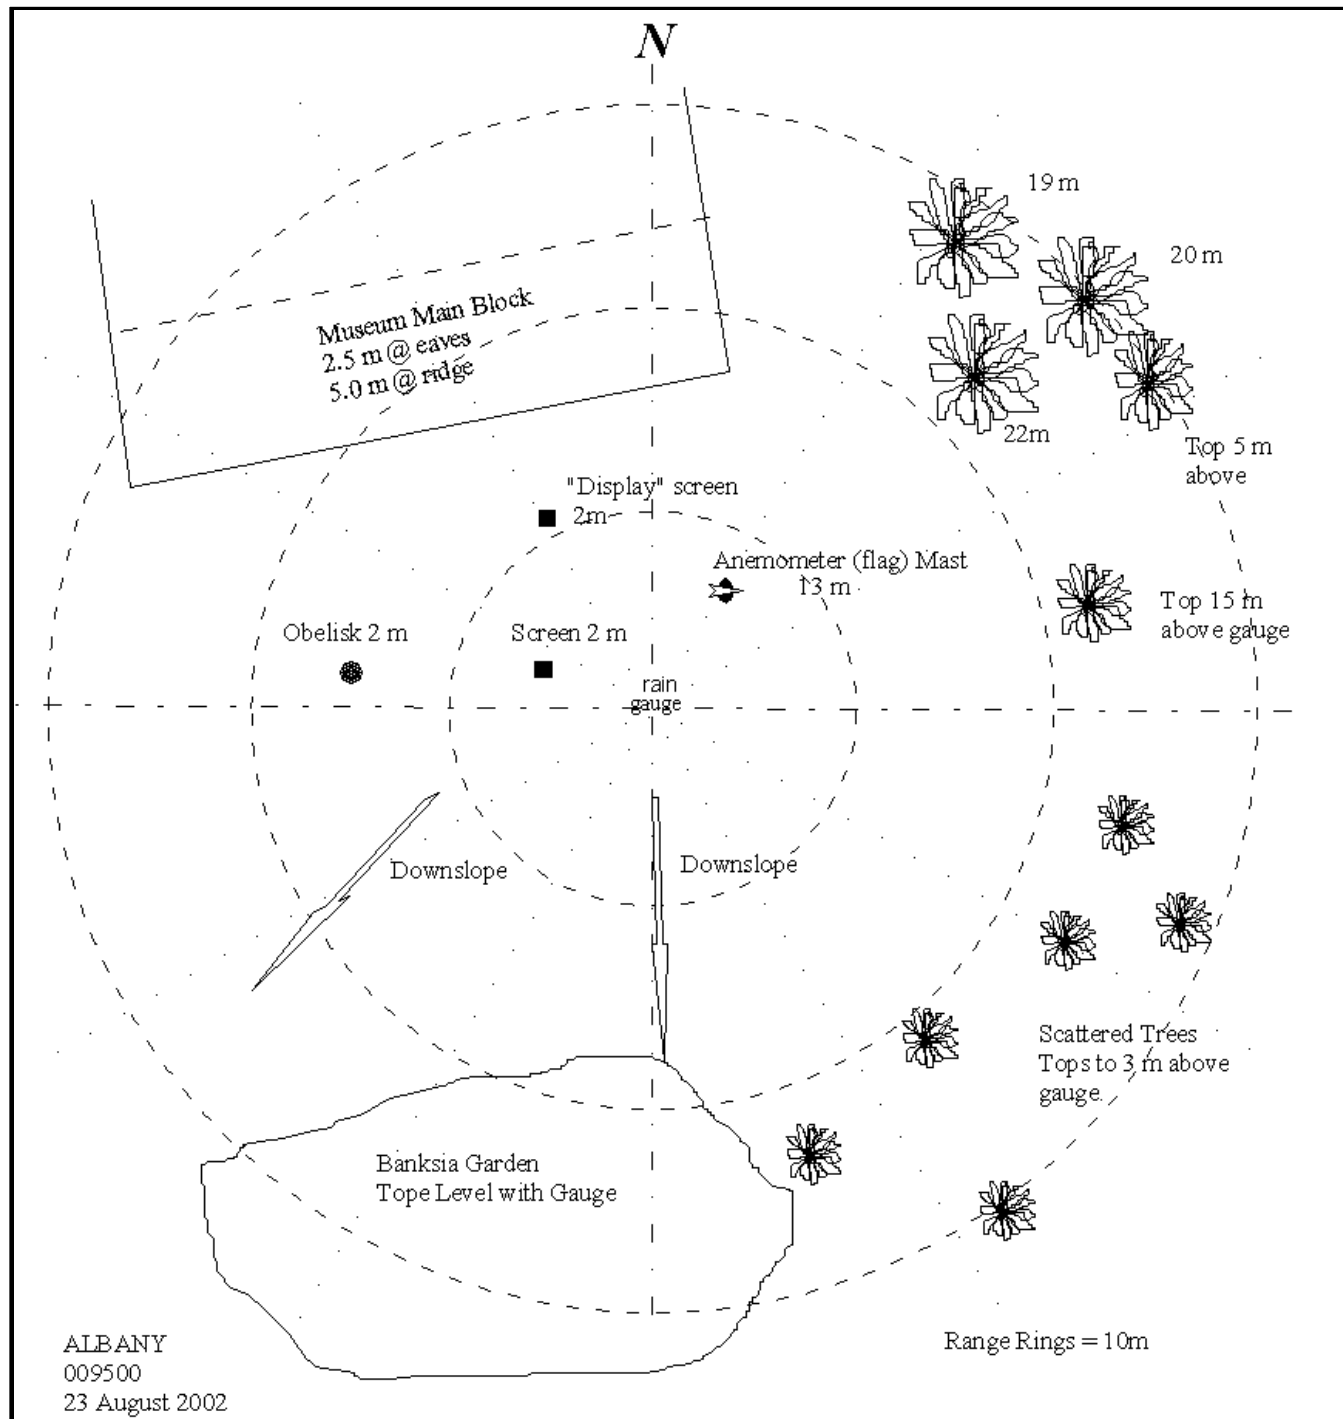 N
19 m
20 m
Museum Main Block
2.5 m @ eaves
5.0 m @ ridge
22m
Top 5 m
above
"Display" screen
2m
Anemometer (flag) Mast
13 m
Top 15 m
above gauge
Obelisk 2 m
Screen 2 m
rain
gauge
Downslope
Downslope
Scattered Trees
Tops to 3 m above
gauge.
Banksia Garden
Tope Level with Gauge
Range Rings = 10m
ALBANY
009500
23 August 2002